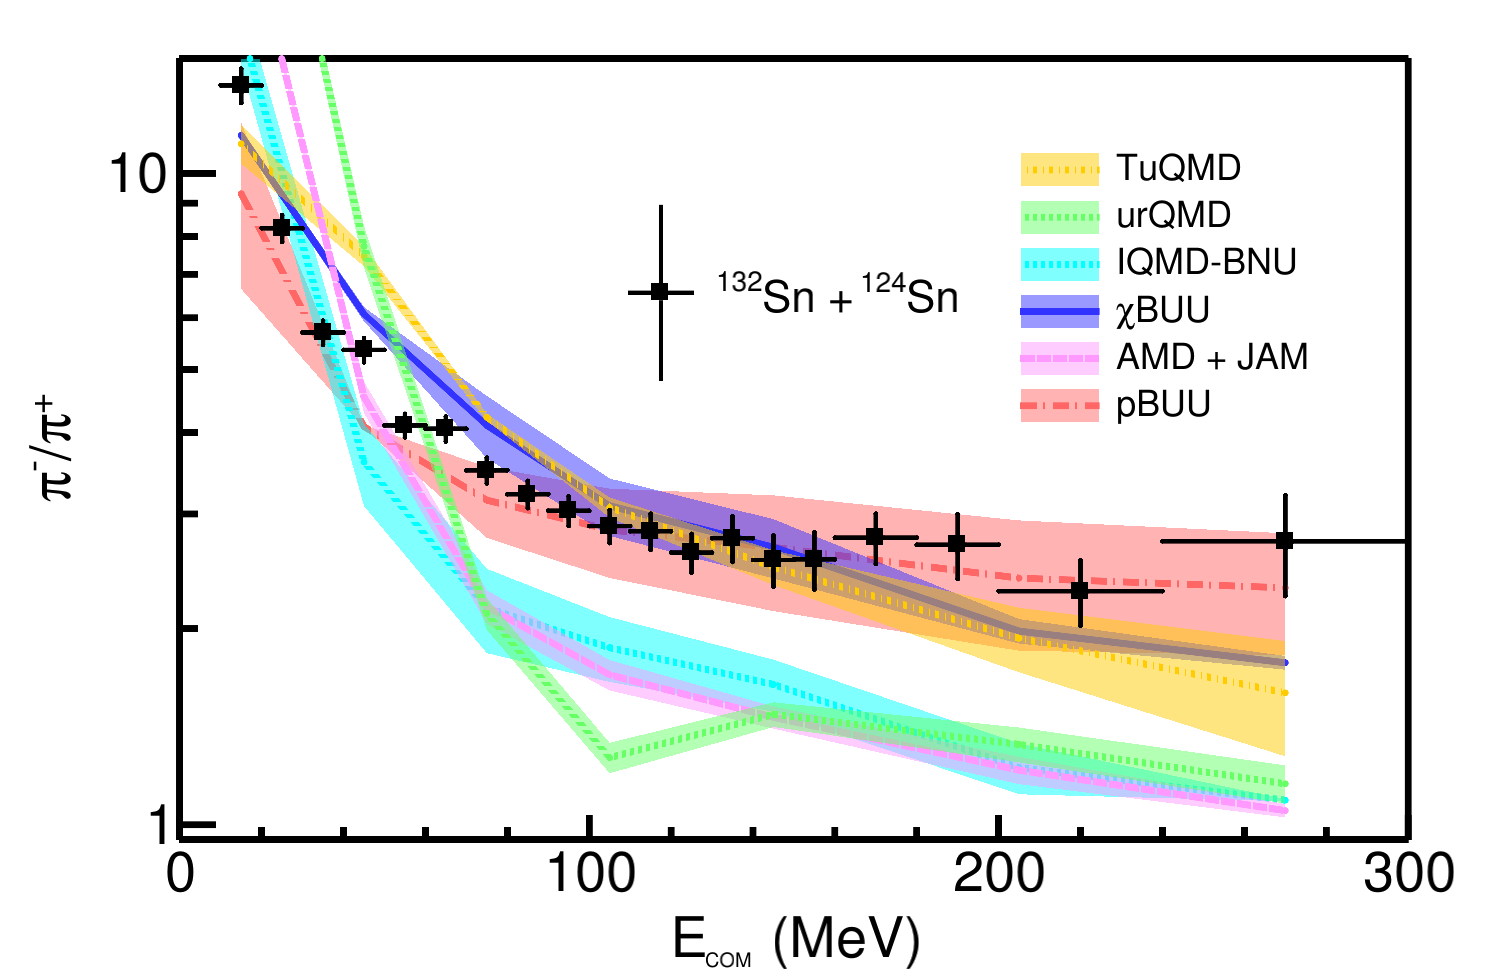 10
1
π⁻/π⁺
¹³²Sn + ¹²⁴Sn
TuQMD
urQMD
IQMD-BNU
χBUU
AMD + JAM
pBUU
0 100 200 300
E_COM (MeV)